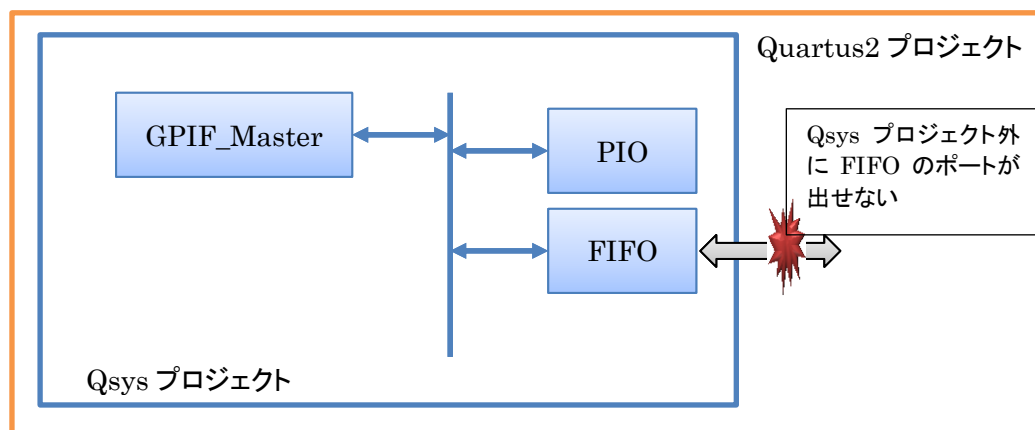 Quartus2 プロジェクト
GPIF_Master
PIO
Qsys プロジェクト外
に FIFO のポートが
出せない
FIFO
Qsys プロジェクト